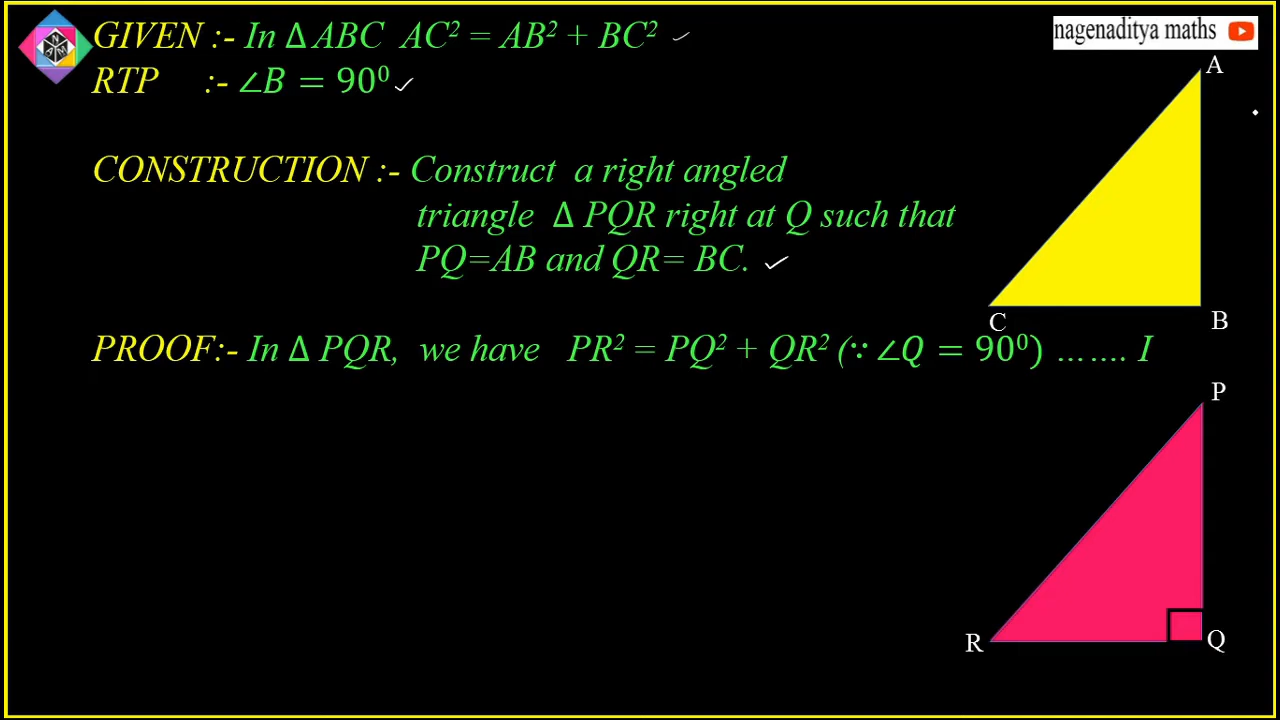 GIVEN :- In ∆ ABC AC² = AB² + BC²
nagenaditya maths
RTP :- ∠B = 90⁰
A
CONSTRUCTION :- Construct a right angled
triangle ∆ PQR right at Q such that
PQ=AB and QR= BC.
C
B
PROOF:- In ∆ PQR, we have PR² = PQ² + QR² (∵ ∠Q = 90⁰) ....... I
P
R
Q